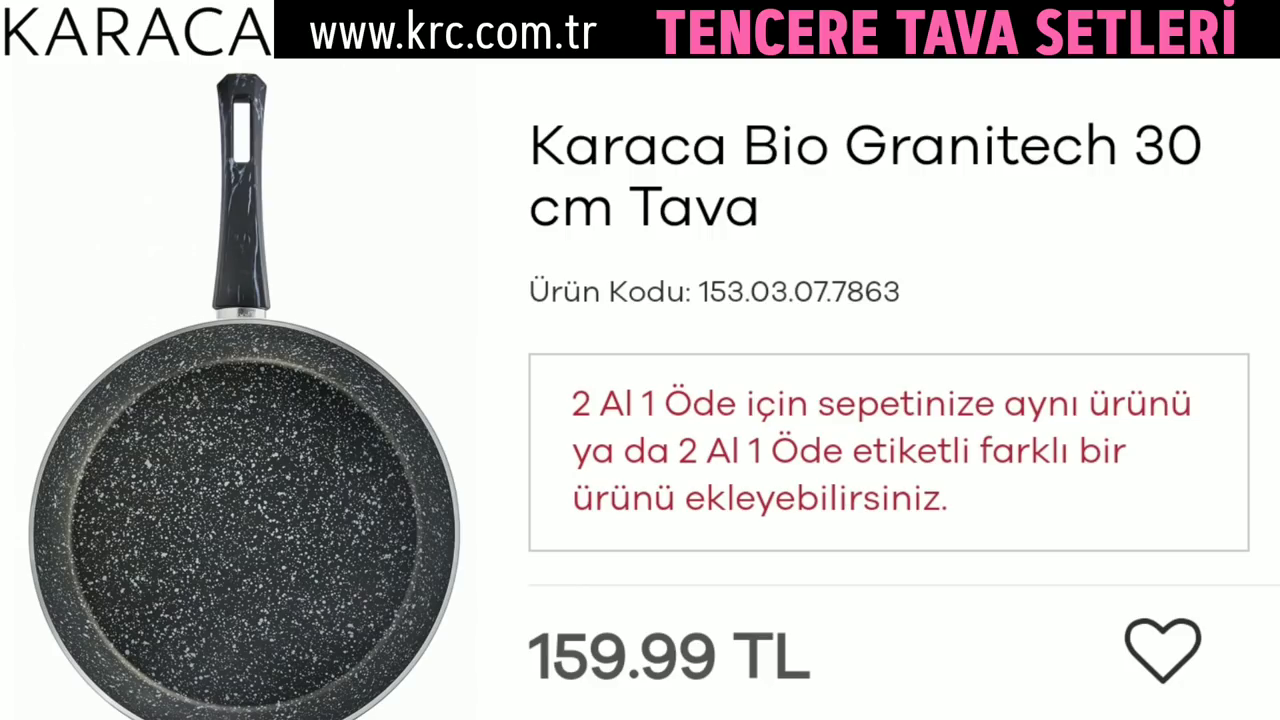 KARACA
www.krc.com.tr
TENCERE TAVA SETLERİ
Karaca Bio Granitech 30
cm Tava
Ürün Kodu: 153.03.07.7863
2 Al 1 Öde için sepetinize aynı ürünü
ya da 2 Al 1 Öde etiketli farklı bir
ürünü ekleyebilirsiniz.
159.99 TL